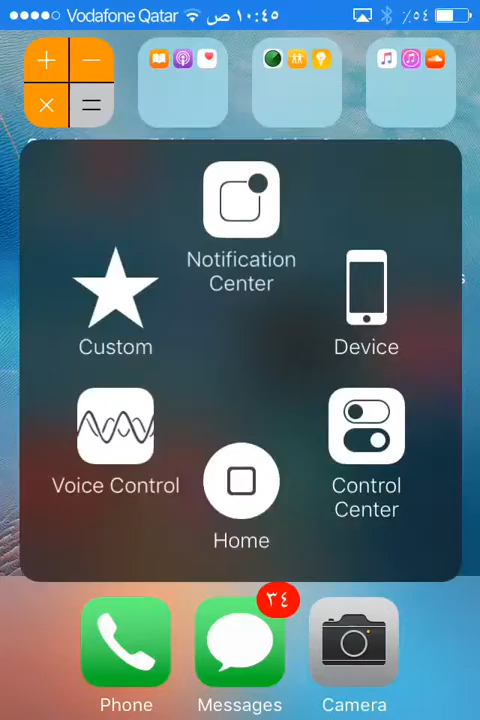 Vodafone Qatar ١٠:٤٥ ص ٪٥٤
Notification
Center
Custom
Device
Voice Control
Control
Center
Home
٣٤
Phone
Messages
Camera